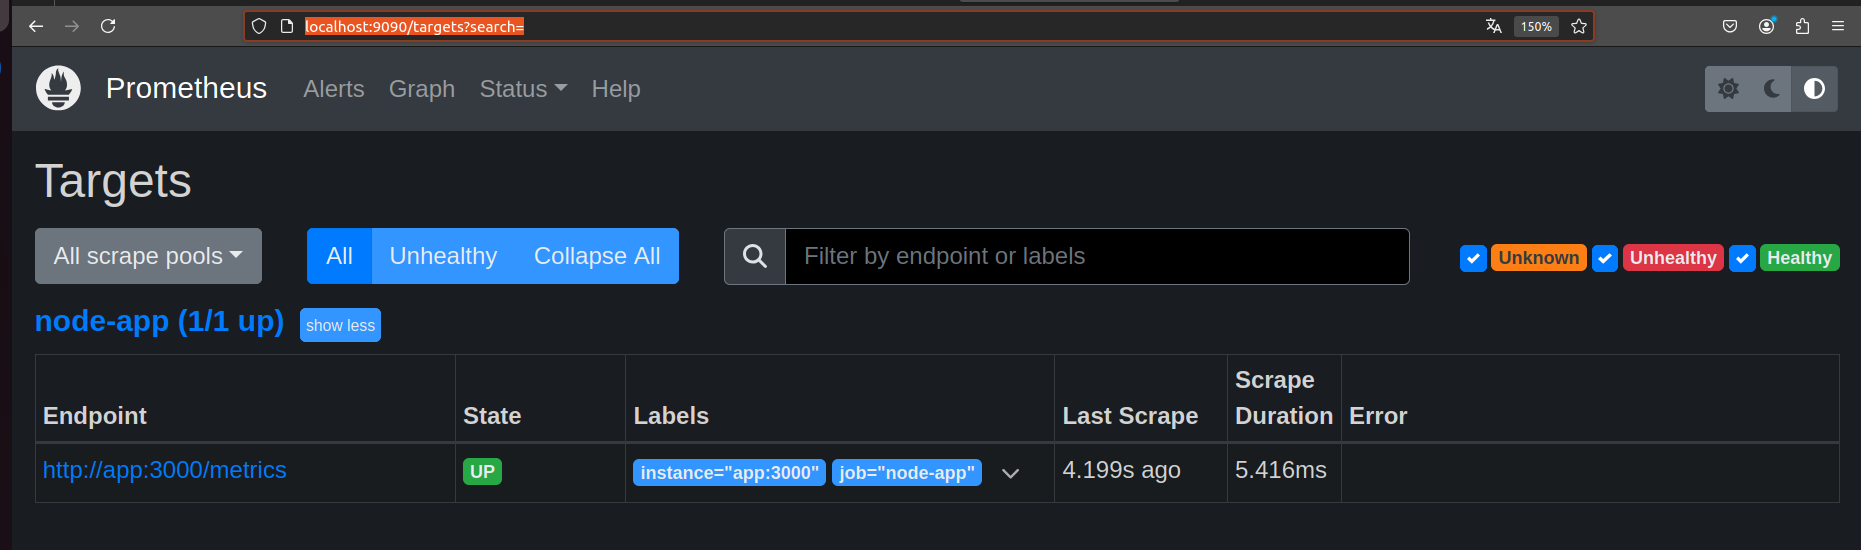 localhost:9090/targets?search=
150%
Prometheus Alerts Graph Status Help
Targets
All scrape pools All Unhealthy Collapse All Filter by endpoint or labels Unknown Unhealthy Healthy
node-app (1/1 up) show less
Endpoint State Labels Last Scrape Scrape Duration Error
http://app:3000/metrics UP instance="app:3000" job="node-app" 4.199s ago 5.416ms